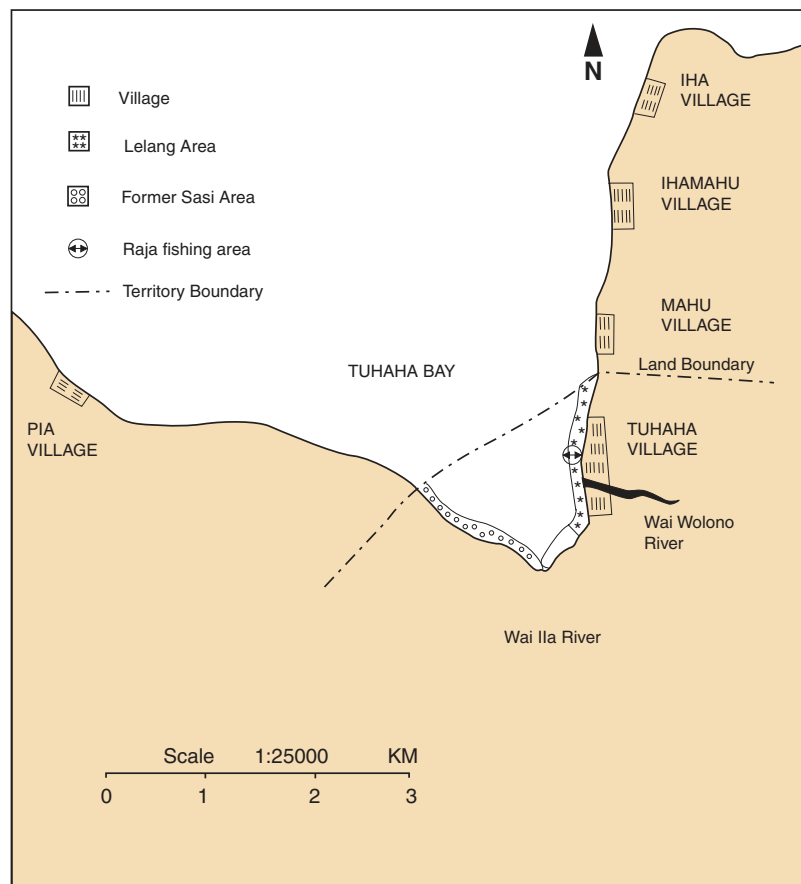 N
Village
Lelang Area
Former Sasi Area
Raja fishing area
Territory Boundary
IHA
VILLAGE
IHAMAHU
VILLAGE
MAHU
VILLAGE
Land Boundary
TUHAHA BAY
PIA
VILLAGE
TUHAHA
VILLAGE
Wai Wolono
River
Wai Ila River
Scale 1:25000 KM
0 1 2 3